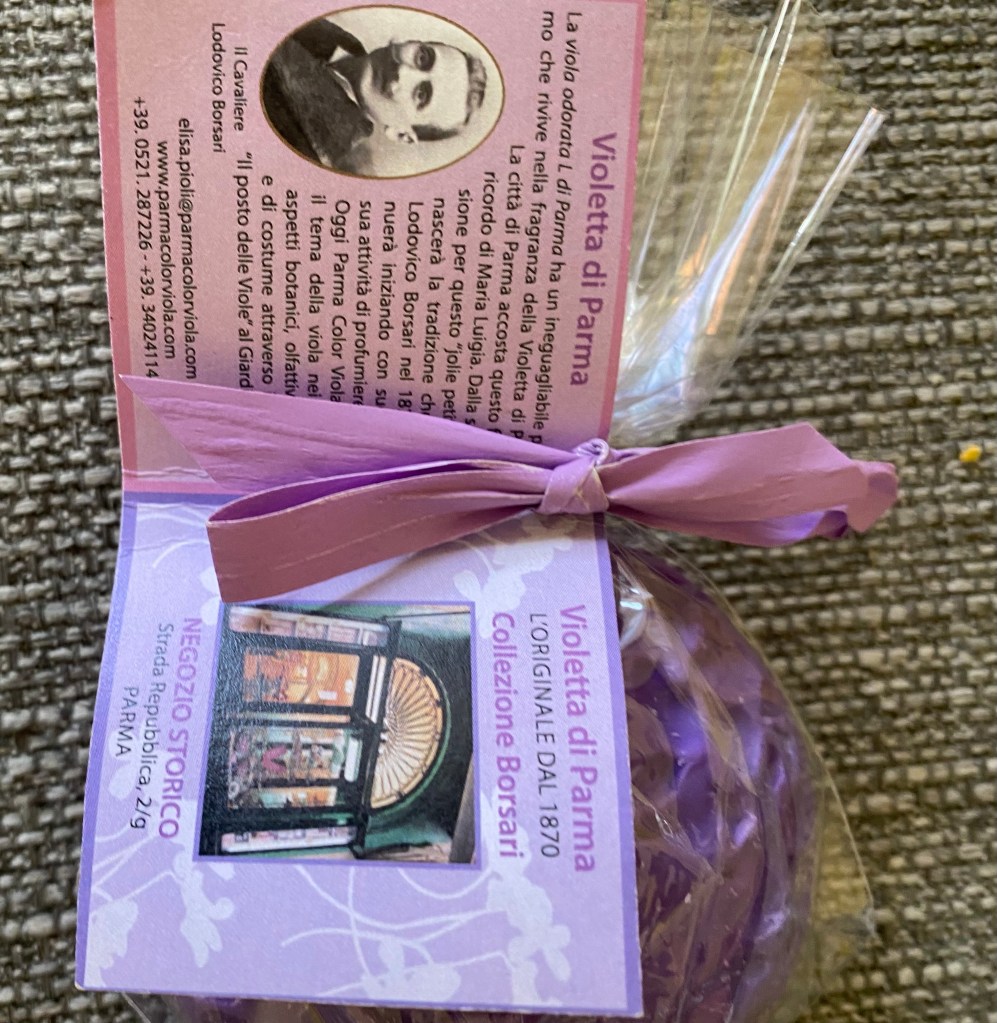 Violetta di Parma
La viola odorata L di Parma ha un ineguagliabile p
mo che rivive nella fragranza della Violetta di P
La città di Parma accosta questo f
ricordo di Maria Luigia. Dalla s
sione per questo "jolie peti
nascerà la tradizione ch
Lodovico Borsari nel 18
nuerà iniziando con su
sua attività di profumiere
Oggi Parma Color Viola
il tema della viola nei
aspetti botanici, olfattiv
e di costume attraverso
"Il posto delle Viole" al Giard
Il Cavaliere
Lodovico Borsari
elisa.pioli@parmacolorviola.com
www.parmacolorviola.com
+39. 0521. 287226 - +39. 34024114
Violetta di Parma
L'ORIGINALE DAL 1870
Collezione Borsari
NEGOZIO STORICO
Strada Repubblica, 2/g
PARMA